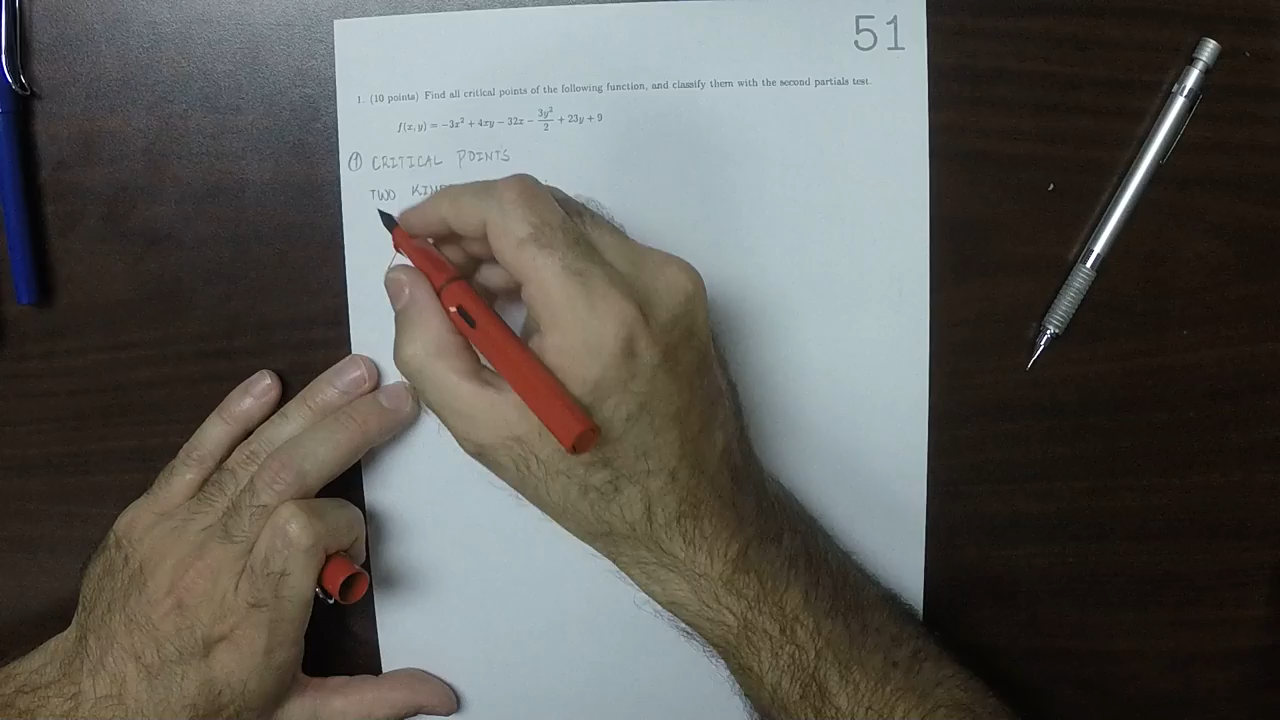 51
1. (10 points) Find all critical points of the following function, and classify them with the second partials test.
f(x, y) = −3x² + 4xy − 32x − 3y²/2 + 23y + 9
① CRITICAL POINTS
TWO